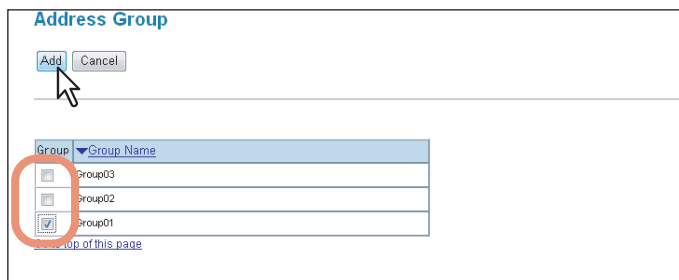 Address Group
Add Cancel
Group Group Name
Group03
Group02
Group01
top of this page